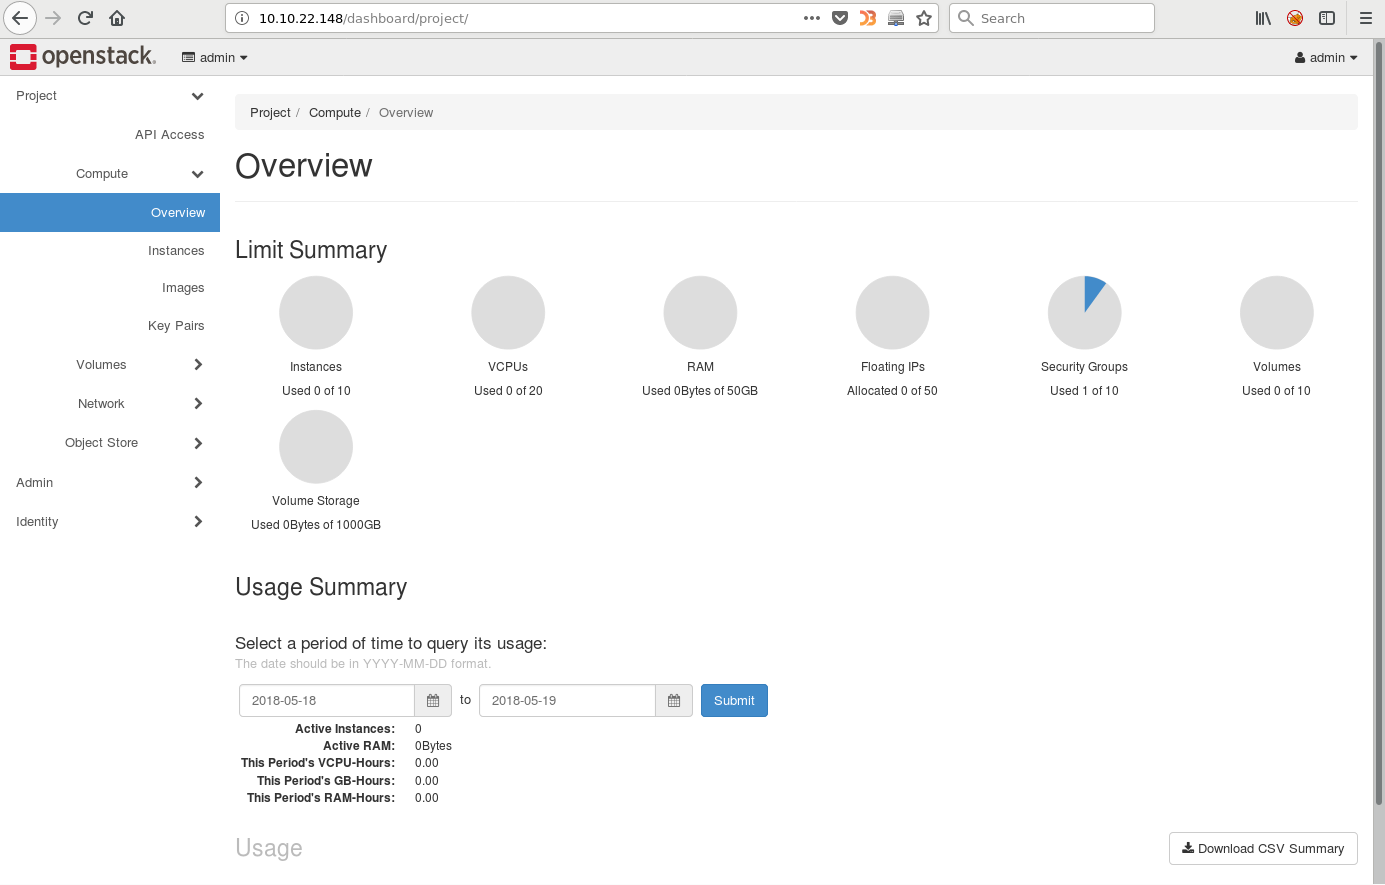 10.10.22.148/dashboard/project/
Search
openstack.
admin
admin
Project
API Access
Compute
Overview
Instances
Images
Key Pairs
Volumes
Network
Object Store
Admin
Identity
Project / Compute / Overview
Overview
Limit Summary
Instances
Used 0 of 10
VCPUs
Used 0 of 20
RAM
Used 0Bytes of 50GB
Floating IPs
Allocated 0 of 50
Security Groups
Used 1 of 10
Volumes
Used 0 of 10
Volume Storage
Used 0Bytes of 1000GB
Usage Summary
Select a period of time to query its usage:
The date should be in YYYY-MM-DD format.
2018-05-18 to 2018-05-19 Submit
Active Instances: 0
Active RAM: 0Bytes
This Period's VCPU-Hours: 0.00
This Period's GB-Hours: 0.00
This Period's RAM-Hours: 0.00
Usage
Download CSV Summary